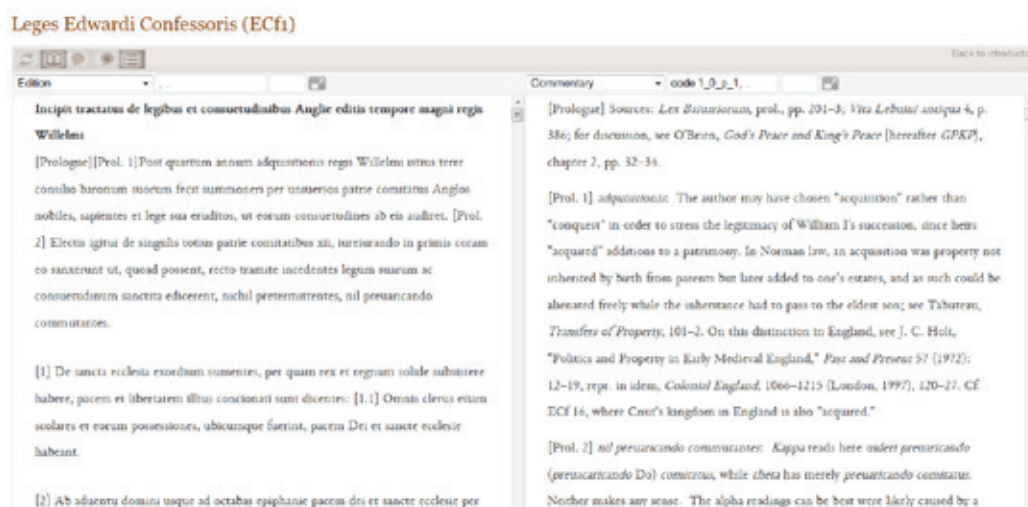 Leges Edwardi Confessoris (ECf1)
Back to introducti
Edition
Commentary code 1_0_p_1,
Incipit tractatus de legibus et consuetudinibus Anglie editis tempore magni regis
Willelmi
[Prologue][Prol. 1]Post quartum annum adquisitionis regis Willelmi istius terre
consilio baronum suorum fecit summoneri per uniuersos patrie comitatus Anglos
nobiles, sapientes et lege sua eruditos, ut eorum consuetudines ab eis audiret. [Prol.
2] Electis igitur de singulis totius patrie comitatibus xii, iureiurando in primis coram
eo sanxerunt ut, quoad possent, recto tramite incedentes legum suarum ac
consuetudinum sanctita edicerent, nichil pretermittentes, nil preuaricando
commutantes.
[1] De sancta ecclesia exordium sumentes, per quam rex et regnum solide subsistere
habere, pacem et libertatem illius concionati sunt dicentes: [1.1] Omnis clerus etiam
scolares et eorum possessiones, ubicumque fuerint, pacem Dei et sancte ecclesie
habeant.
[2] Ab aduentu domini usque ad octabas epiphanie pacem dei et sancte ecclesie per
[Prologue] Sources: Lex Baiuuariorum, prol., pp. 201–3; Vita Lebuini antiqua 4, p.
386; for discussion, see O'Brien, God's Peace and King's Peace [hereafter GPKP],
chapter 2, pp. 32–34.
[Prol. 1] adquisitionis: The author may have chosen "acquisition" rather than
"conquest" in order to stress the legitimacy of William I's succession, since heirs
"acquired" additions to a patrimony. In Norman law, an acquisition was property not
inherited by birth from parents but later added to one's estates, and as such could be
alienated freely while the inheritance had to pass to the eldest son; see Tabuteau,
Transfers of Property, 101–2. On this distinction in England, see J. C. Holt,
"Politics and Property in Early Medieval England," Past and Present 57 (1972):
12–19, repr. in idem, Colonial England, 1066–1215 (London, 1997), 120–27. Cf.
ECf 16, where Cnut's kingdom in England is also "acquired."
[Prol. 2] nil preuaricando commutantes: Kappa reads here preuaricando
Do) comitatus, while theta has merely preuaricando comitatus.
Neither makes any sense. The alpha readings can be best were likely caused by a